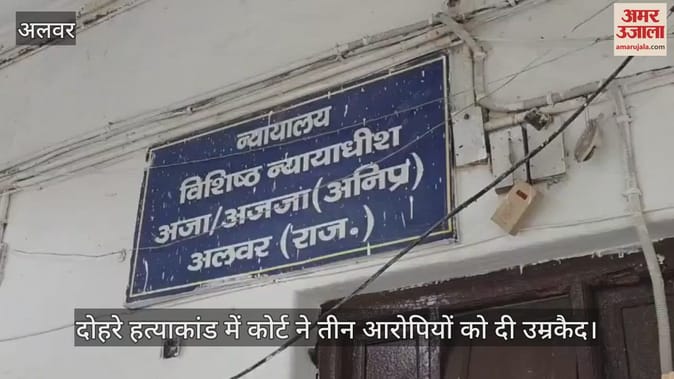 अलवर
अमर
उजाला
amarujala.com
न्यायालय
विशिष्ठ न्यायाधीश
अजा/अजजा(अनिप्र)
अलवर (राज.)
दोहरे हत्याकांड में कोर्ट ने तीन आरोपियों को दी उम्रकैद।